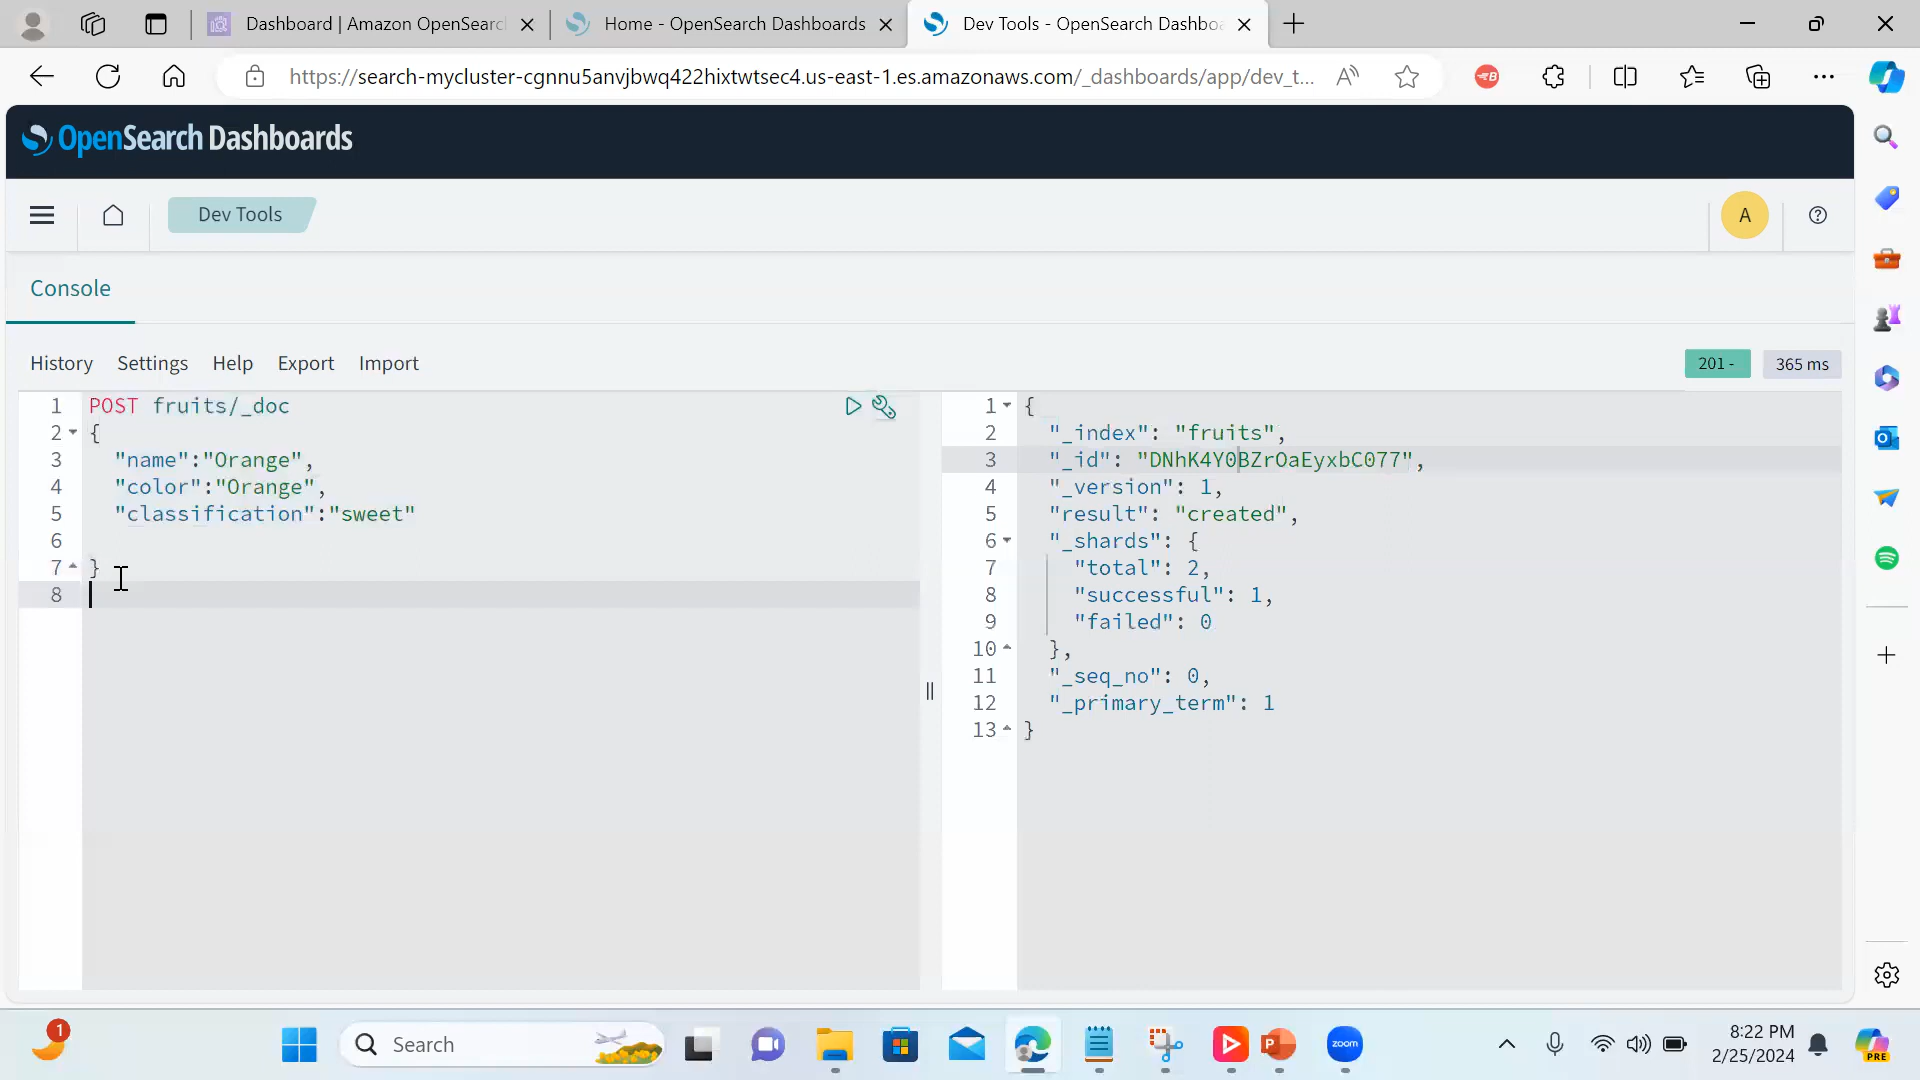 Dashboard | Amazon OpenSearc
Home - OpenSearch Dashboards
Dev Tools - OpenSearch Dashboa
https://search-mycluster-cgnnu5anvjbwq422hixtwtsec4.us-east-1.es.amazonaws.com/_dashboards/app/dev_t...
OpenSearch Dashboards
Dev Tools
A
Console
History Settings Help Export Import
201 -
365 ms
1 POST fruits/_doc
2 {
3 "name":"Orange",
4 "color":"Orange",
5 "classification":"sweet"
6
7 }
8
1 {
2 "_index": "fruits",
3 "_id": "DNhK4Y0BZrOaEyxbC077",
4 "_version": 1,
5 "result": "created",
6 "_shards": {
7 "total": 2,
8 "successful": 1,
9 "failed": 0
10 },
11 "_seq_no": 0,
12 "_primary_term": 1
13 }
1
Search
zoom
8:22 PM
2/25/2024
PRE